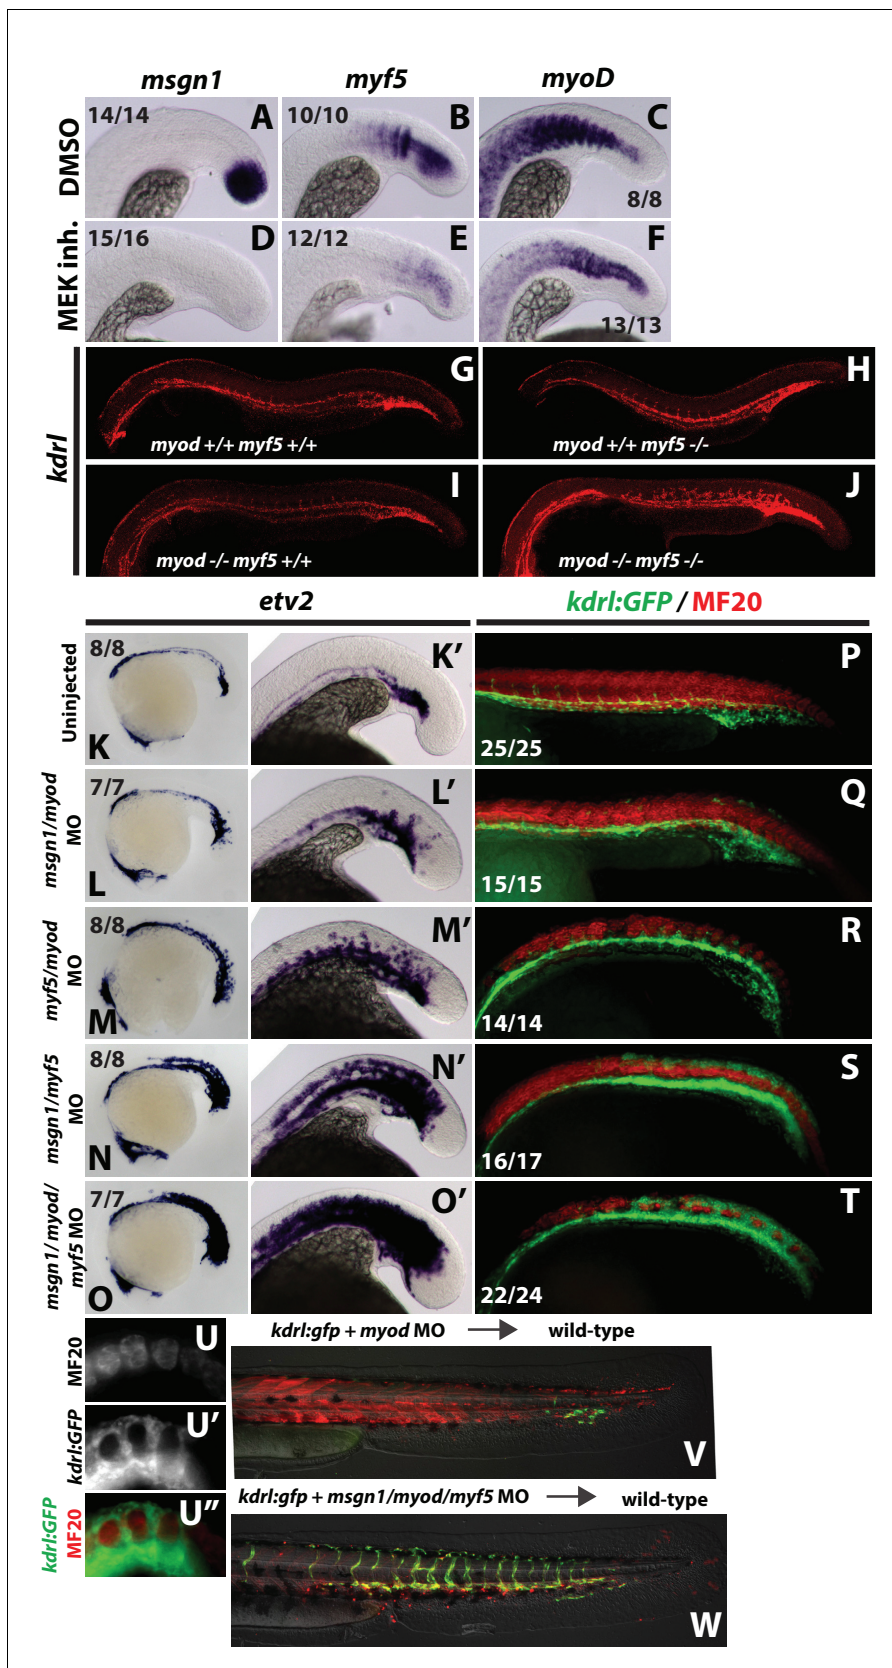 msgn1 myf5 myoD
DMSO
14/14 A
10/10 B
C
8/8
MEK inh.
15/16 D
12/12 E
F
13/13
kdrl
G
myod +/+ myf5 +/+
H
myod +/+ myf5 -/-
I
myod -/- myf5 +/+
J
myod -/- myf5 -/-
etv2
kdrl:GFP / MF20
Uninjected
8/8
K
K'
P
25/25
msgn1/myod
MO
7/7
L
L'
Q
15/15
myf5/myod
MO
8/8
M
M'
R
14/14
msgn1/myf5
MO
8/8
N
N'
S
16/17
msgn1/myod/
myf5 MO
7/7
O
O'
T
22/24
MF20
U
kdrl:GFP
U'
kdrl:GFP
MF20
U"
kdrl:gfp + myod MO → wild-type
V
kdrl:gfp + msgn1/myod/myf5 MO → wild-type
W